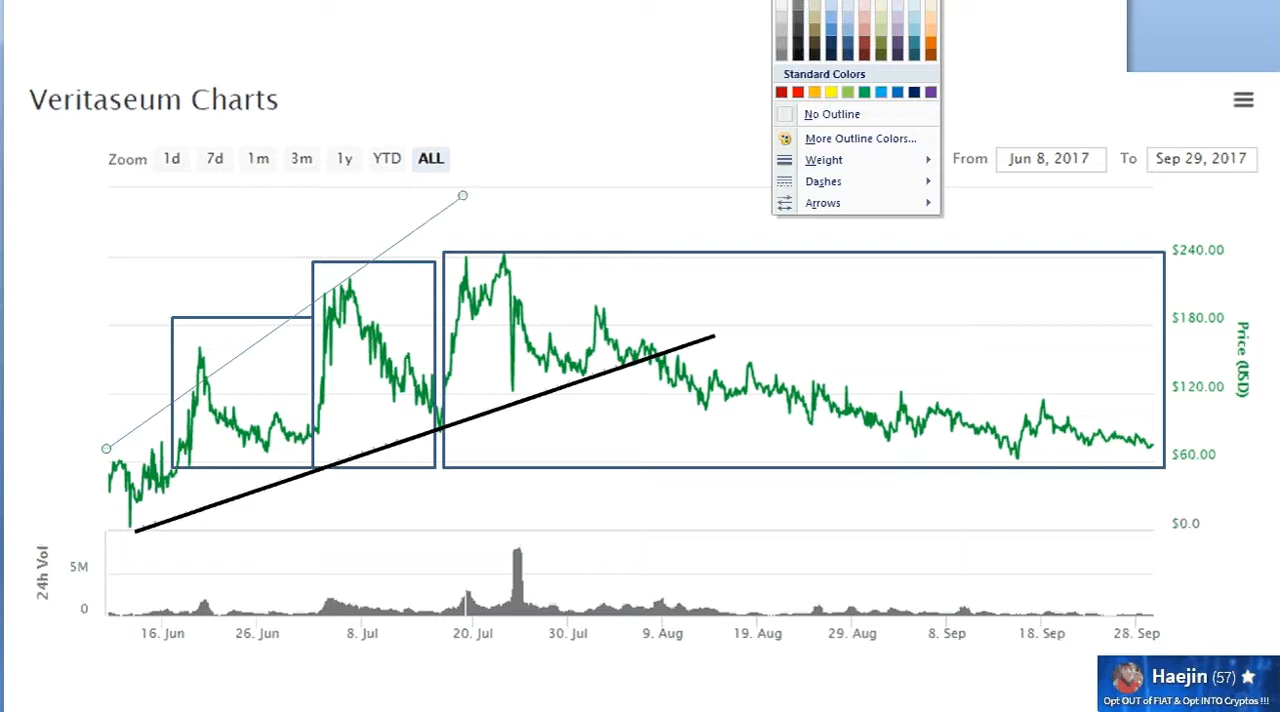 Standard Colors
No Outline
More Outline Colors...
Weight
Dashes
Arrows
Veritaseum Charts
Zoom 1d 7d 1m 3m 1y YTD ALL
From Jun 8, 2017 To Sep 29, 2017
$240.00
$180.00
$120.00
$60.00
$0.0
Price (USD)
24h Vol
5M
0
16. Jun 26. Jun 8. Jul 20. Jul 30. Jul 9. Aug 19. Aug 29. Aug 8. Sep 18. Sep 28. Sep
Haejin (57)
Opt OUT of FIAT & Opt INTO Cryptos !!!